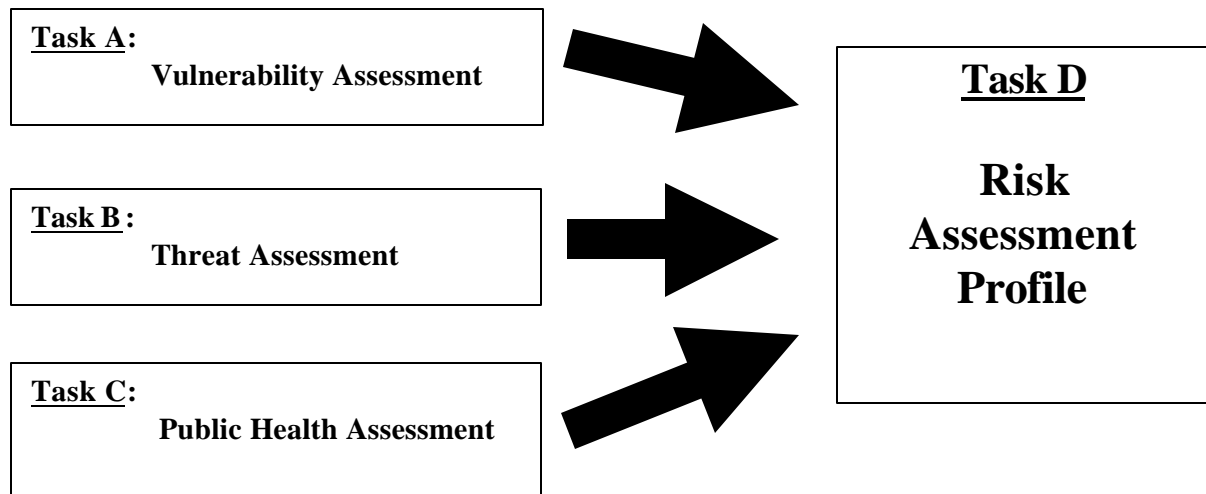 Task A:
Vulnerability Assessment
Task B:
Threat Assessment
Task C:
Public Health Assessment
Task D
Risk
Assessment
Profile